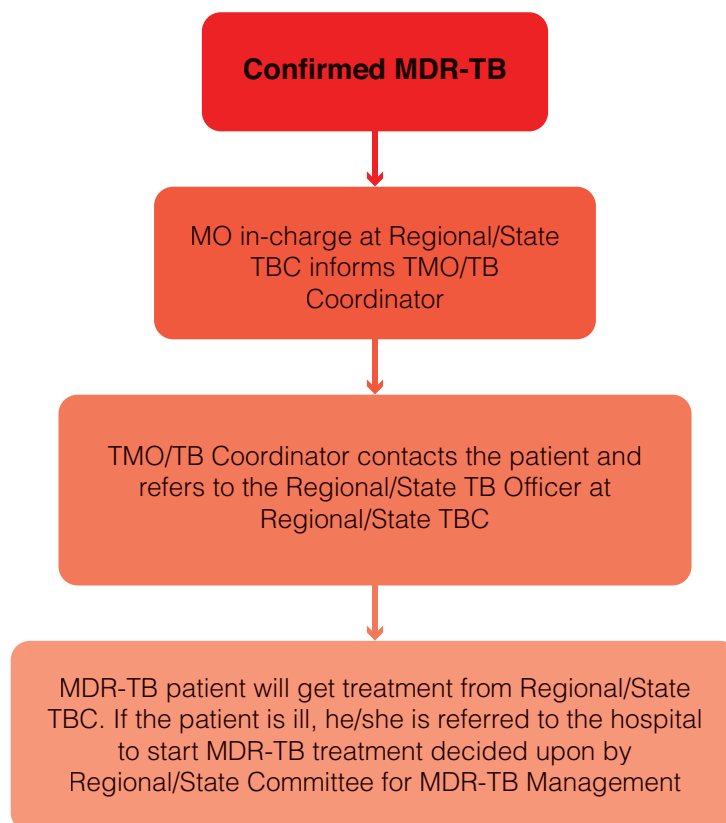 Confirmed MDR-TB
MO in-charge at Regional/State
TBC informs TMO/TB
Coordinator
TMO/TB Coordinator contacts the patient and
refers to the Regional/State TB Officer at
Regional/State TBC
MDR-TB patient will get treatment from Regional/State
TBC. If the patient is ill, he/she is referred to the hospital
to start MDR-TB treatment decided upon by
Regional/State Committee for MDR-TB Management